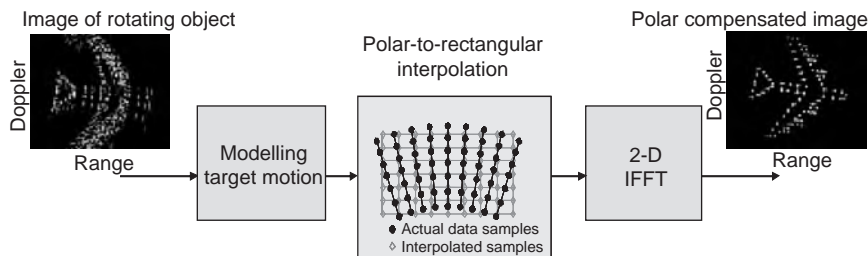 Image of rotating object
Polar compensated image
Polar-to-rectangular
interpolation
Doppler
Range
Modelling
target motion
Actual data samples
Interpolated samples
2-D
IFFT
Doppler
Range